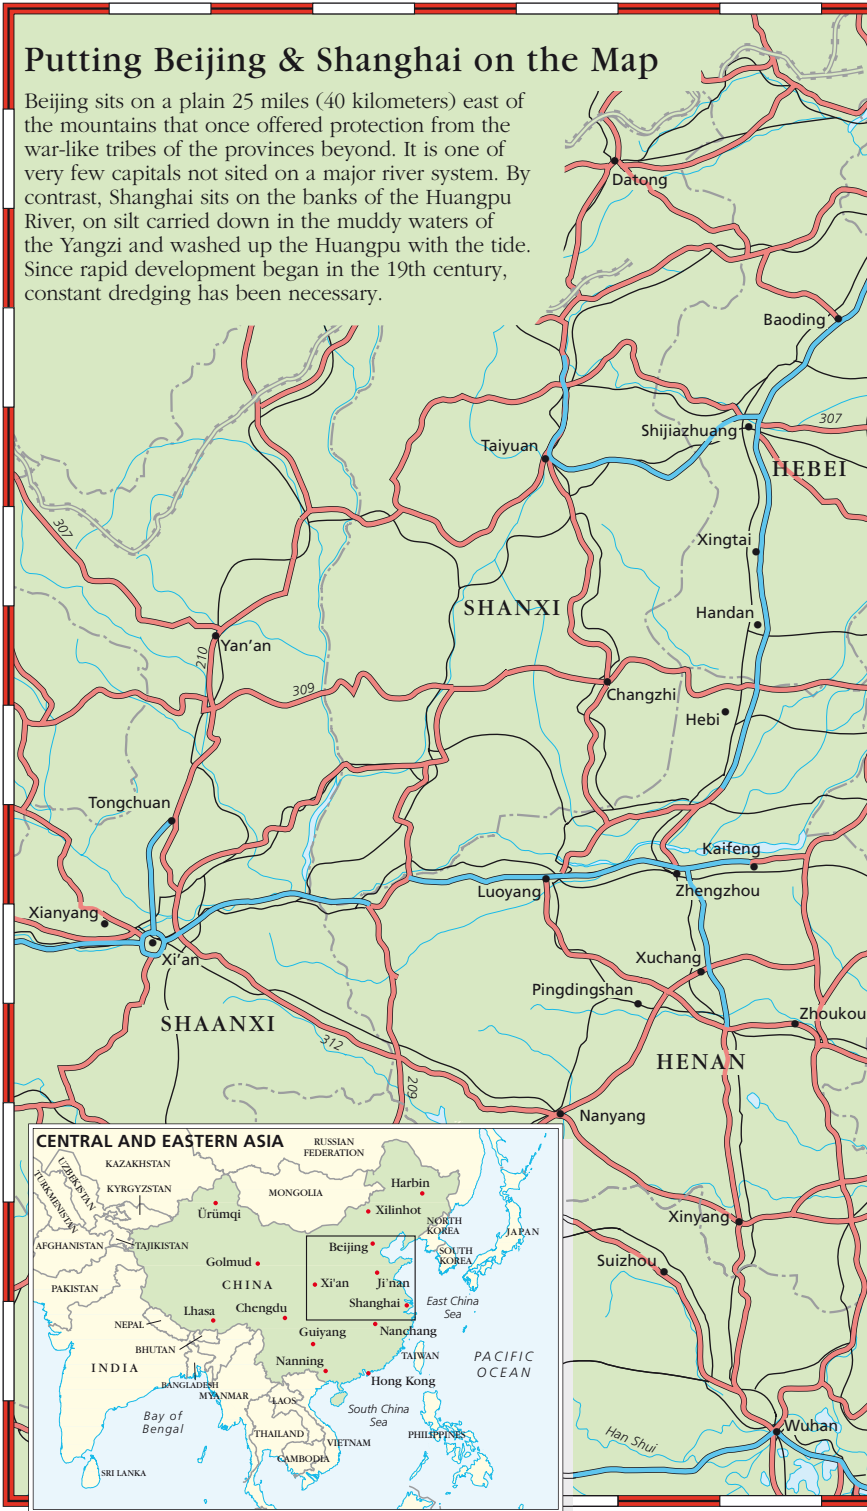 Putting Beijing & Shanghai on the Map
Beijing sits on a plain 25 miles (40 kilometers) east of
the mountains that once offered protection from the
war-like tribes of the provinces beyond. It is one of
very few capitals not sited on a major river system. By
contrast, Shanghai sits on the banks of the Huangpu
River, on silt carried down in the muddy waters of
the Yangzi and washed up the Huangpu with the tide.
Since rapid development began in the 19th century,
constant dredging has been necessary.
Datong
Baoding
307
Shijiazhuang
Taiyuan
HEBEI
307
Xingtai
SHANXI
Handan
Yan'an
210
309
Changzhi
Hebi
Tongchuan
Kaifeng
Luoyang
Zhengzhou
Xianyang
Xi'an
Xuchang
Pingdingshan
Zhoukou
SHAANXI
312
HENAN
209
Nanyang
Xinyang
Suizhou
Wuhan
Han Shui
CENTRAL AND EASTERN ASIA
RUSSIAN
FEDERATION
KAZAKHSTAN
UZBEKISTAN
KYRGYZSTAN
TURKMENISTAN
MONGOLIA
Harbin
Ürümqi
Xilinhot
NORTH
KOREA
JAPAN
AFGHANISTAN
TAJIKISTAN
Beijing
SOUTH
KOREA
Golmud
CHINA
Xi'an
Ji'nan
PAKISTAN
Shanghai
East China
Sea
Lhasa
Chengdu
NEPAL
Guiyang
Nanchang
BHUTAN
TAIWAN
PACIFIC
OCEAN
INDIA
Nanning
Hong Kong
BANGLADESH
MYANMAR
LAOS
South China
Sea
Bay of
Bengal
THAILAND
VIETNAM
PHILIPPINES
CAMBODIA
SRI LANKA